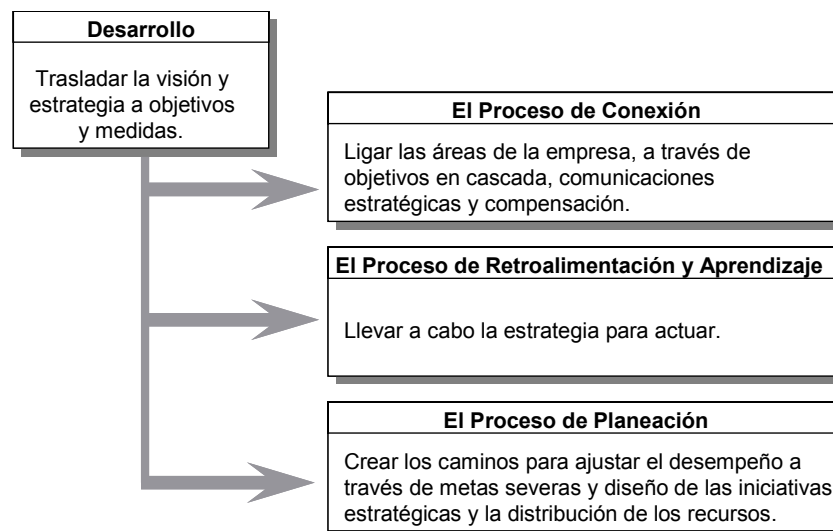 Desarrollo
Trasladar la visión y
estrategia a objetivos
y medidas.
El Proceso de Conexión
Ligar las áreas de la empresa, a través de
objetivos en cascada, comunicaciones
estratégicas y compensación.
El Proceso de Retroalimentación y Aprendizaje
Llevar a cabo la estrategia para actuar.
El Proceso de Planeación
Crear los caminos para ajustar el desempeño a
través de metas severas y diseño de las iniciativas
estratégicas y la distribución de los recursos.